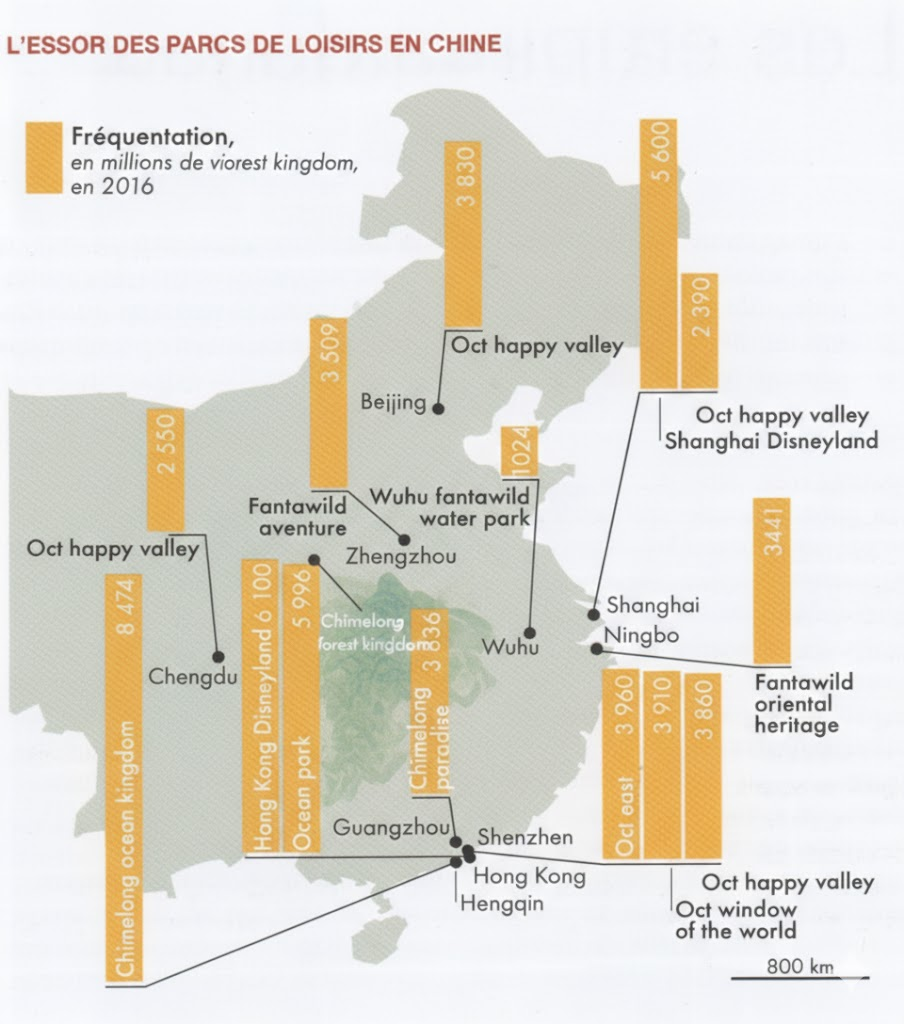 L'ESSOR DES PARCS DE LOISIRS EN CHINE
Fréquentation,
en millions de viorest kingdom,
en 2016
3 830
Oct happy valley
Beijing
5 600
2 390
Oct happy valley
Shanghai Disneyland
3 509
Fantawild
aventure
Zhengzhou
2 550
Oct happy valley
Chengdu
1024
Wuhu fantawild
water park
Wuhu
Shanghai
Ningbo
3441
Fantawild
oriental
heritage
8 474
Chimelong ocean kingdom
Hong Kong Disneyland 6 100
Ocean park 5 996
Chimelong
forest kingdom
Chimelong
paradise
Guangzhou
Shenzhen
Hong Kong
Hengqin
Oct east 3 960
3 910
3 860
Oct happy valley
Oct window
of the world
800 km